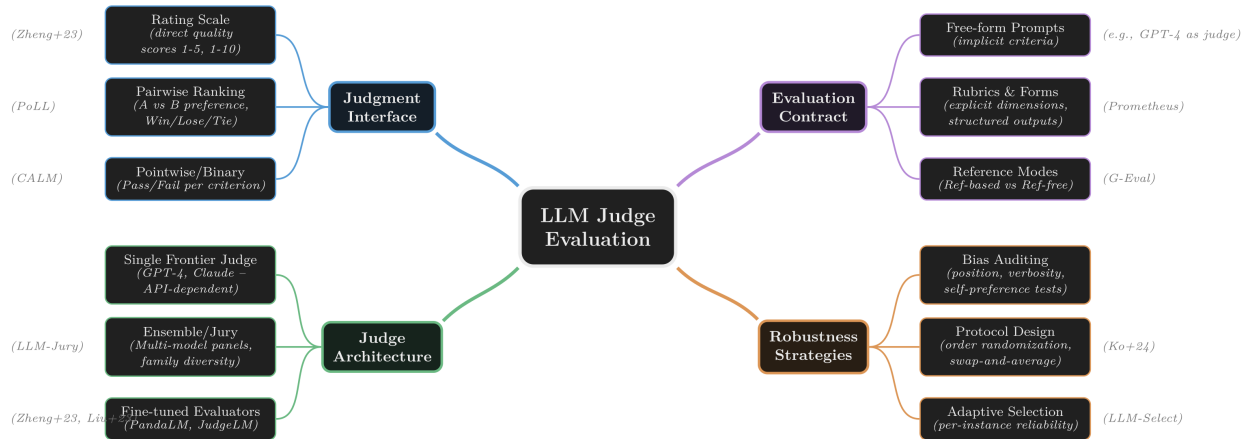 (Zheng+23)
Rating Scale
(direct quality
scores 1-5, 1-10)
(PoLL)
Pairwise Ranking
(A vs B preference,
Win/Lose/Tie)
(CALM)
Pointwise/Binary
(Pass/Fail per criterion)
Judgment
Interface
Evaluation
Contract
Free-form Prompts
(implicit criteria)
(e.g., GPT-4 as judge)
Rubrics & Forms
(explicit dimensions,
structured outputs)
(Prometheus)
Reference Modes
(Ref-based vs Ref-free)
(G-Eval)
LLM Judge
Evaluation
Single Frontier Judge
(GPT-4, Claude –
API-dependent)
(LLM-Jury)
Ensemble/Jury
(Multi-model panels,
family diversity)
(Zheng+23, Liu+23)
Fine-tuned Evaluators
(PandaLM, JudgeLM)
Judge
Architecture
Robustness
Strategies
Bias Auditing
(position, verbosity,
self-preference tests)
Protocol Design
(order randomization,
swap-and-average)
(Ko+24)
Adaptive Selection
(per-instance reliability)
(LLM-Select)